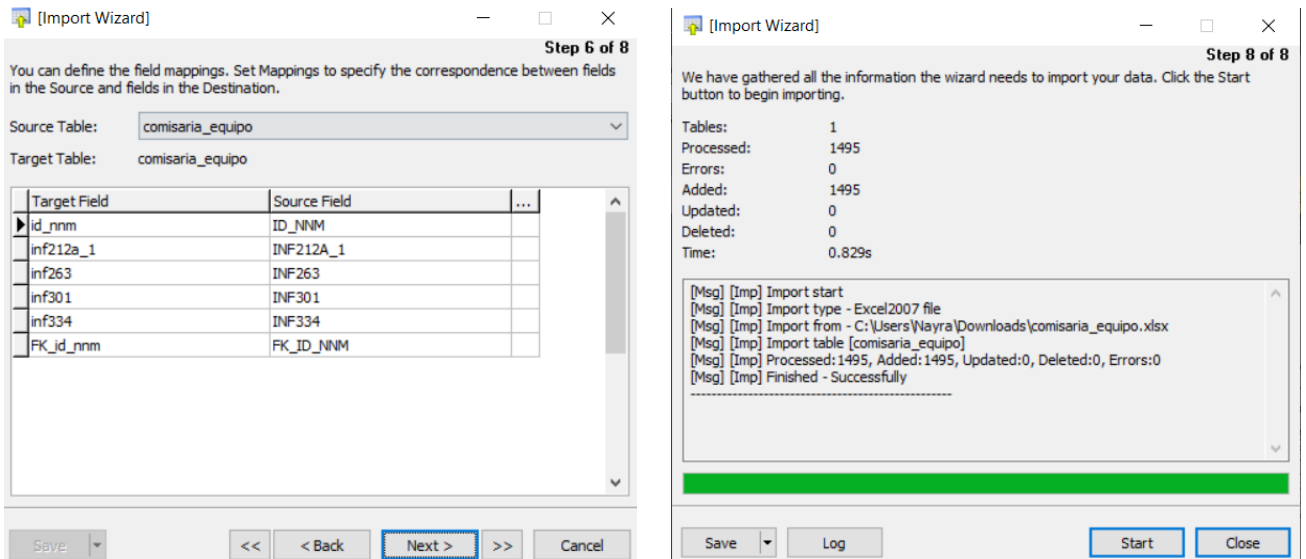 [Import Wizard]
Step 6 of 8
You can define the field mappings. Set Mappings to specify the correspondence between fields
in the Source and fields in the Destination.
Source Table: comisaria_equipo
Target Table: comisaria_equipo
Target Field Source Field ...
id_nnm ID_NNM
inf212a_1 INF212A_1
inf263 INF263
inf301 INF301
inf334 INF334
FK_id_nnm FK_ID_NNM
Save << < Back Next > >> Cancel
[Import Wizard]
Step 8 of 8
We have gathered all the information the wizard needs to import your data. Click the Start
button to begin importing.
Tables: 1
Processed: 1495
Errors: 0
Added: 1495
Updated: 0
Deleted: 0
Time: 0.829s
[Msg] [Imp] Import start
[Msg] [Imp] Import type - Excel2007 file
[Msg] [Imp] Import from - C:\Users\Nayra\Downloads\comisaria_equipo.xlsx
[Msg] [Imp] Import table [comisaria_equipo]
[Msg] [Imp] Processed:1495, Added:1495, Updated:0, Deleted:0, Errors:0
[Msg] [Imp] Finished - Successfully
--------------------------------------------------
Save Log Start Close